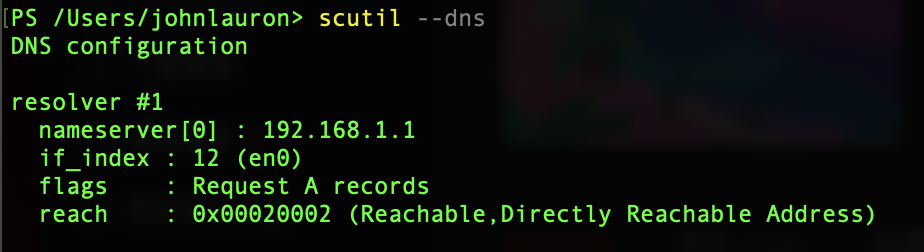 [PS /Users/johnlauron> scutil --dns
DNS configuration
resolver #1
nameserver[0] : 192.168.1.1
if_index : 12 (en0)
flags    : Request A records
reach    : 0x00020002 (Reachable,Directly Reachable Address)